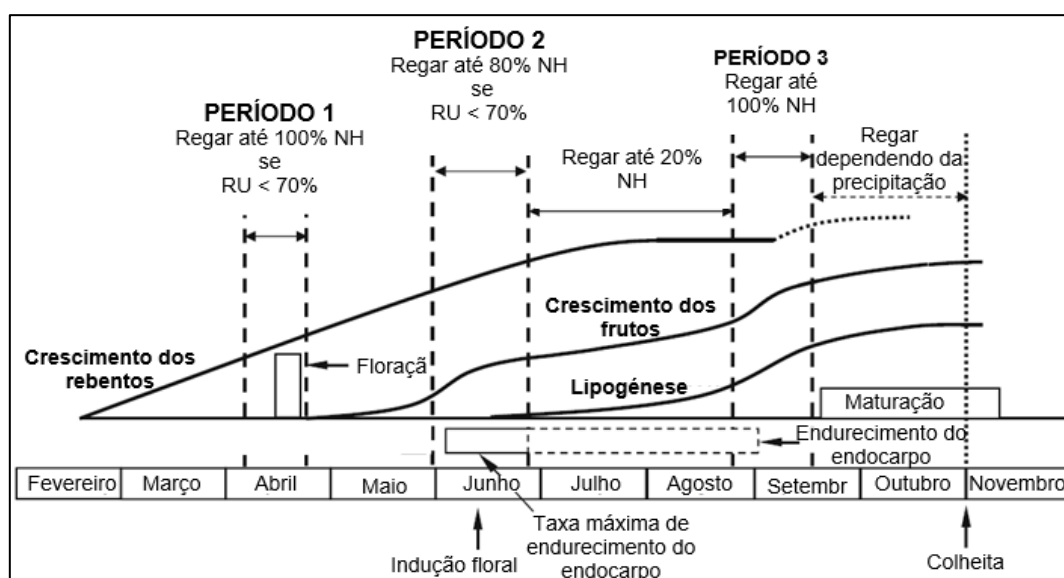 PERÍODO 1
Regar até 100% NH
se
RU < 70%
PERÍODO 2
Regar até 80% NH
se
RU < 70%
Regar até 20%
NH
PERÍODO 3
Regar até
100% NH
Regar
dependendo da
precipitação
Crescimento dos
rebentos
Floraçã
Crescimento dos
frutos
Lipogénese
Maturação
Endurecimento do
endocarpo
Fevereiro
Março
Abril
Maio
Junho
Julho
Agosto
Setembr
Outubro
Novembro
Indução floral
Taxa máxima de
endurecimento do
endocarpo
Colheita